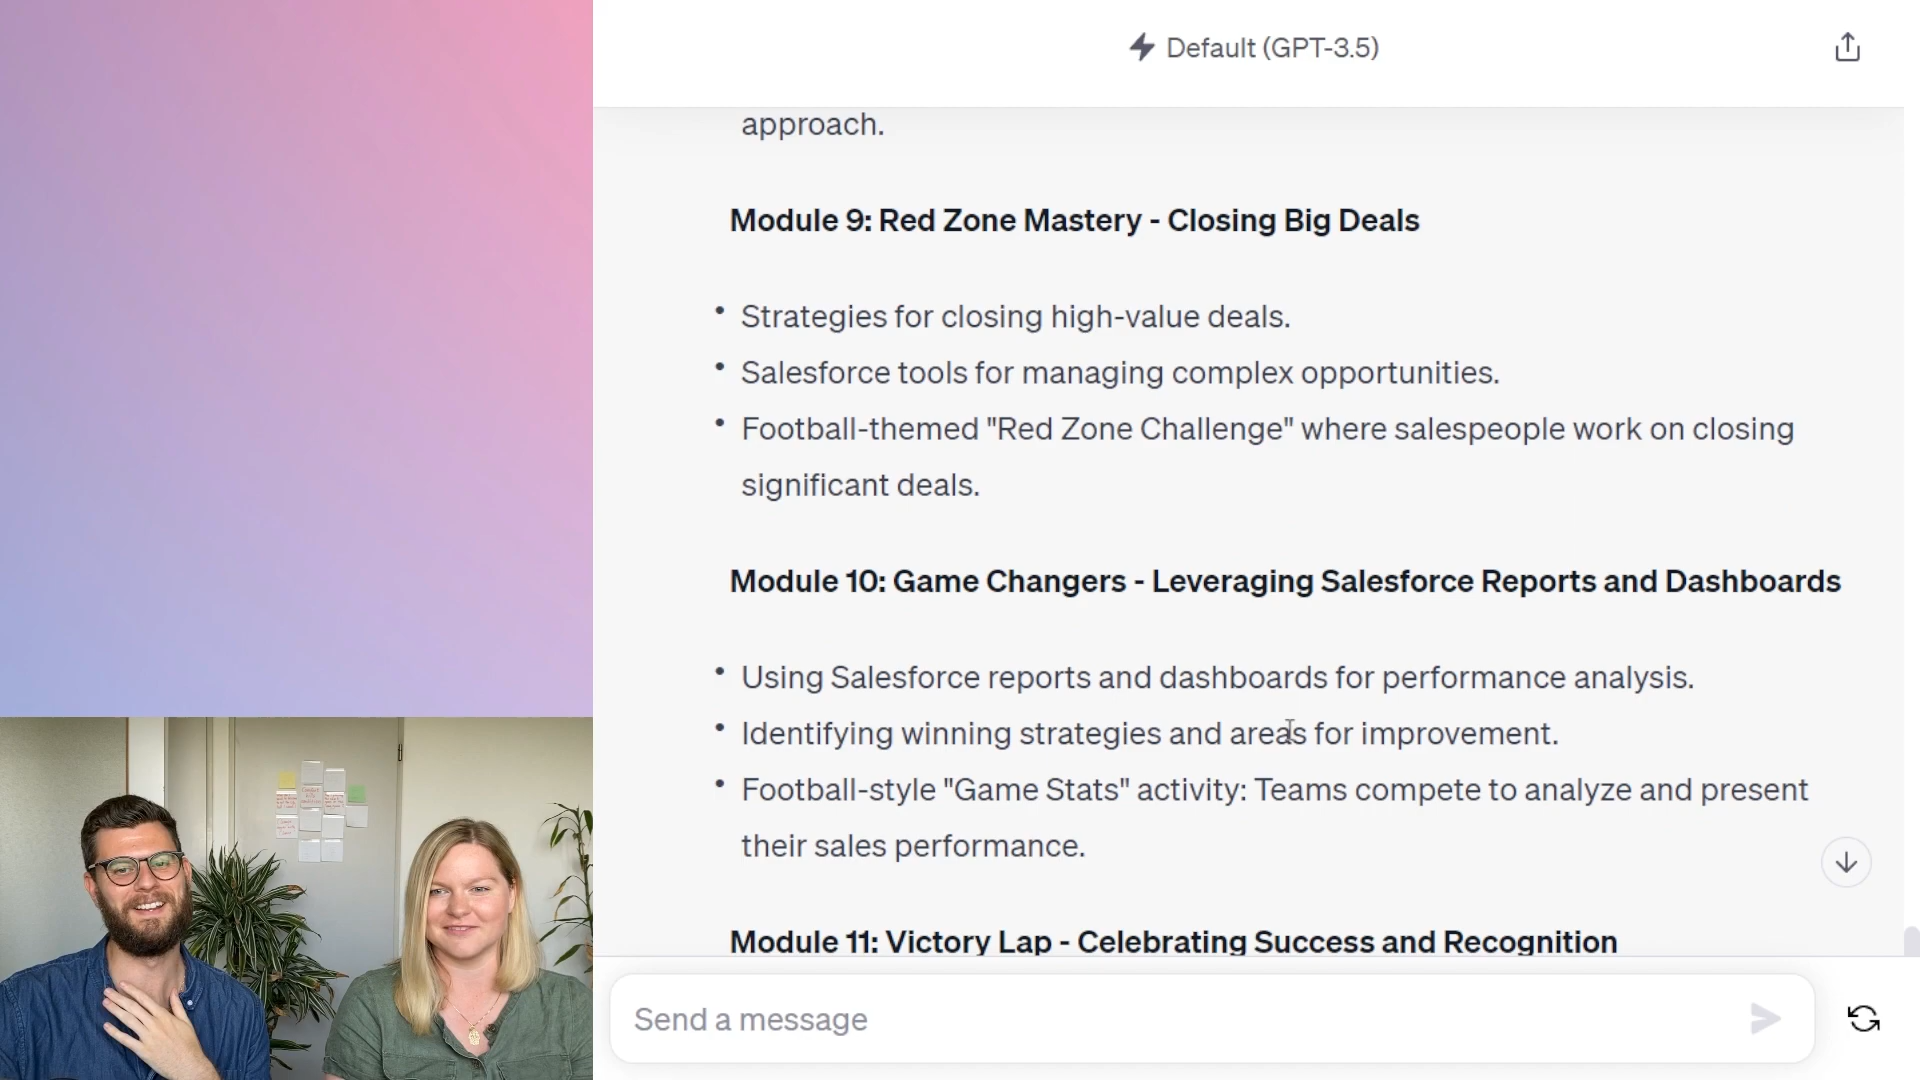 Default (GPT-3.5)
approach.
Module 9: Red Zone Mastery - Closing Big Deals
• Strategies for closing high-value deals.
• Salesforce tools for managing complex opportunities.
• Football-themed "Red Zone Challenge" where salespeople work on closing
significant deals.
Module 10: Game Changers - Leveraging Salesforce Reports and Dashboards
• Using Salesforce reports and dashboards for performance analysis.
• Identifying winning strategies and areas for improvement.
• Football-style "Game Stats" activity: Teams compete to analyze and present
their sales performance.
Module 11: Victory Lap - Celebrating Success and Recognition
Send a message